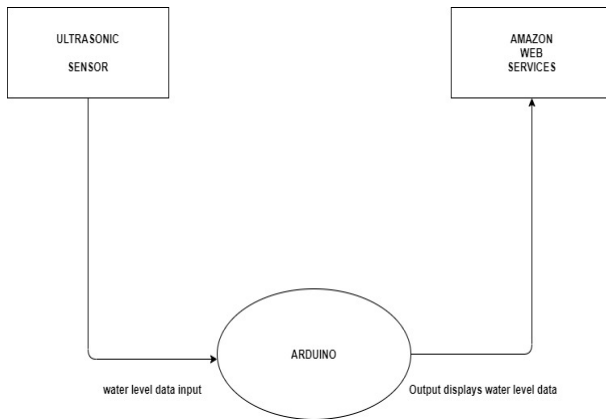 ULTRASONIC
SENSOR
AMAZON
WEB
SERVICES
ARDUINO
water level data input
Output displays water level data